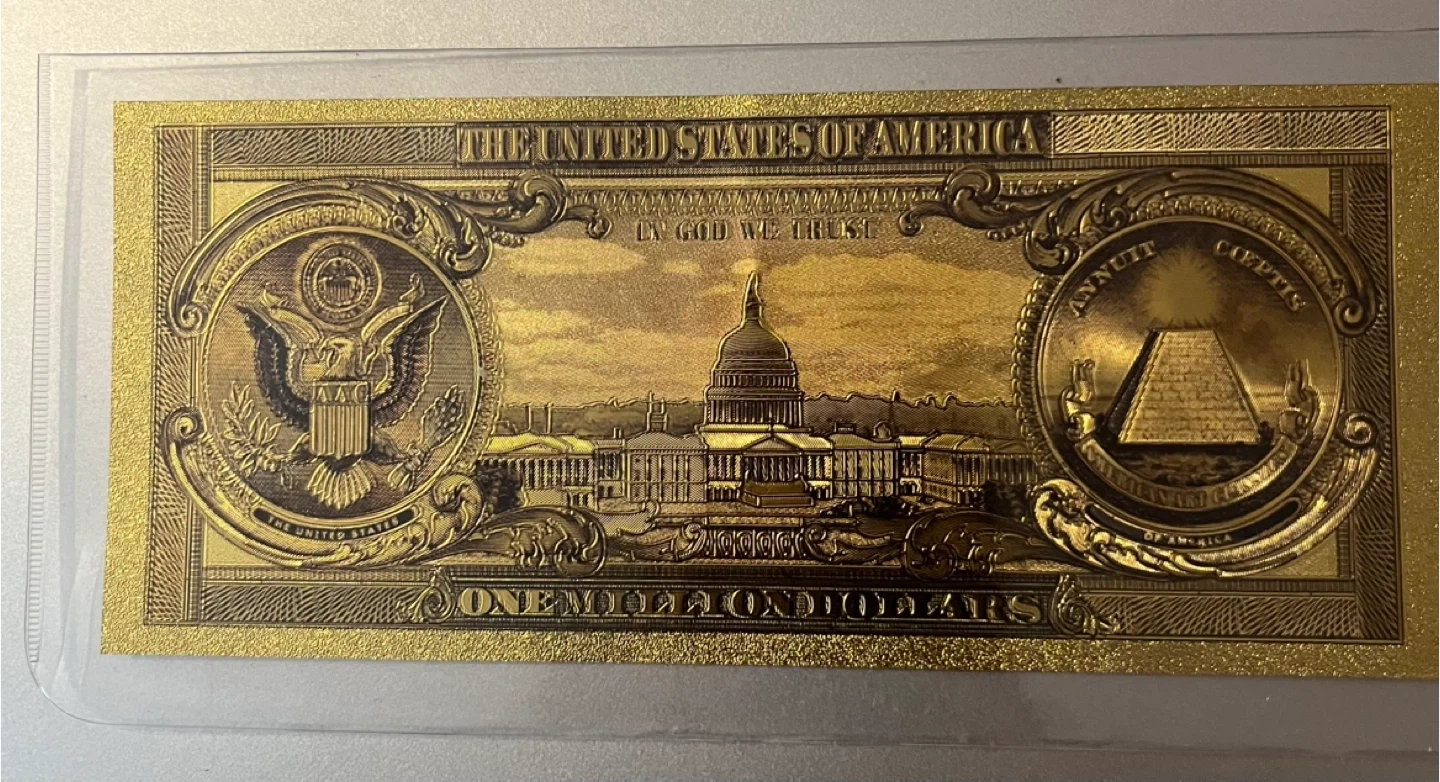 THE UNITED STATES OF AMERICA
IN GOD WE TRUST
ANNUIT CŒPTIS
AAC
THE UNITED STATES
OF AMERICA
ONE MILLION DOLLARS